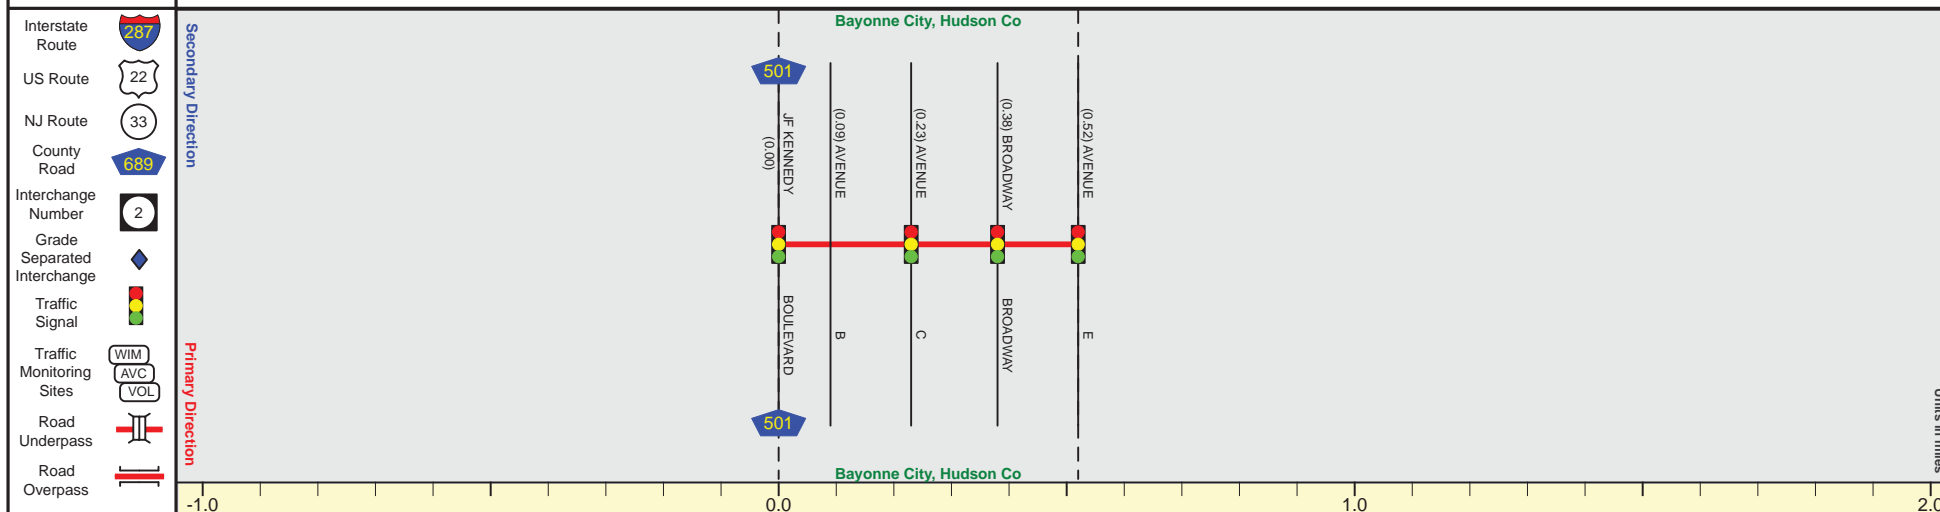 Interstate
Route
287
US Route
22
NJ Route
33
County
Road
689
Interchange
Number
2
Grade
Separated
Interchange
Traffic
Signal
Traffic
Monitoring
Sites
WIM
AVC
VOL
Road
Underpass
Road
Overpass
Secondary Direction
Primary Direction
Bayonne City, Hudson Co
501
JF KENNEDY
(0.00)
(0.09) AVENUE
(0.23) AVENUE
(0.38) BROADWAY
(0.52) AVENUE
BOULEVARD
B
C
BROADWAY
E
501
Bayonne City, Hudson Co
Units in miles
-1.0
0.0
1.0
2.0